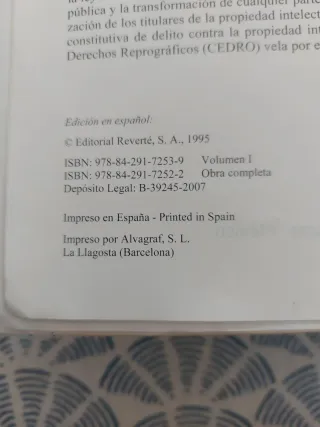 pública y la transformación de cualquier parte
zación de los titulares de la propiedad intelect
constitutiva de delito contra la propiedad int
Derechos Reprográficos (CEDRO) vela por e
Edición en español:
© Editorial Reverté, S. A., 1995
ISBN: 978-84-291-7253-9 Volumen I
ISBN: 978-84-291-7252-2 Obra completa
Depósito Legal: B-39245-2007
Impreso en España - Printed in Spain
Impreso por Alvagraf, S. L.
La Llagosta (Barcelona)